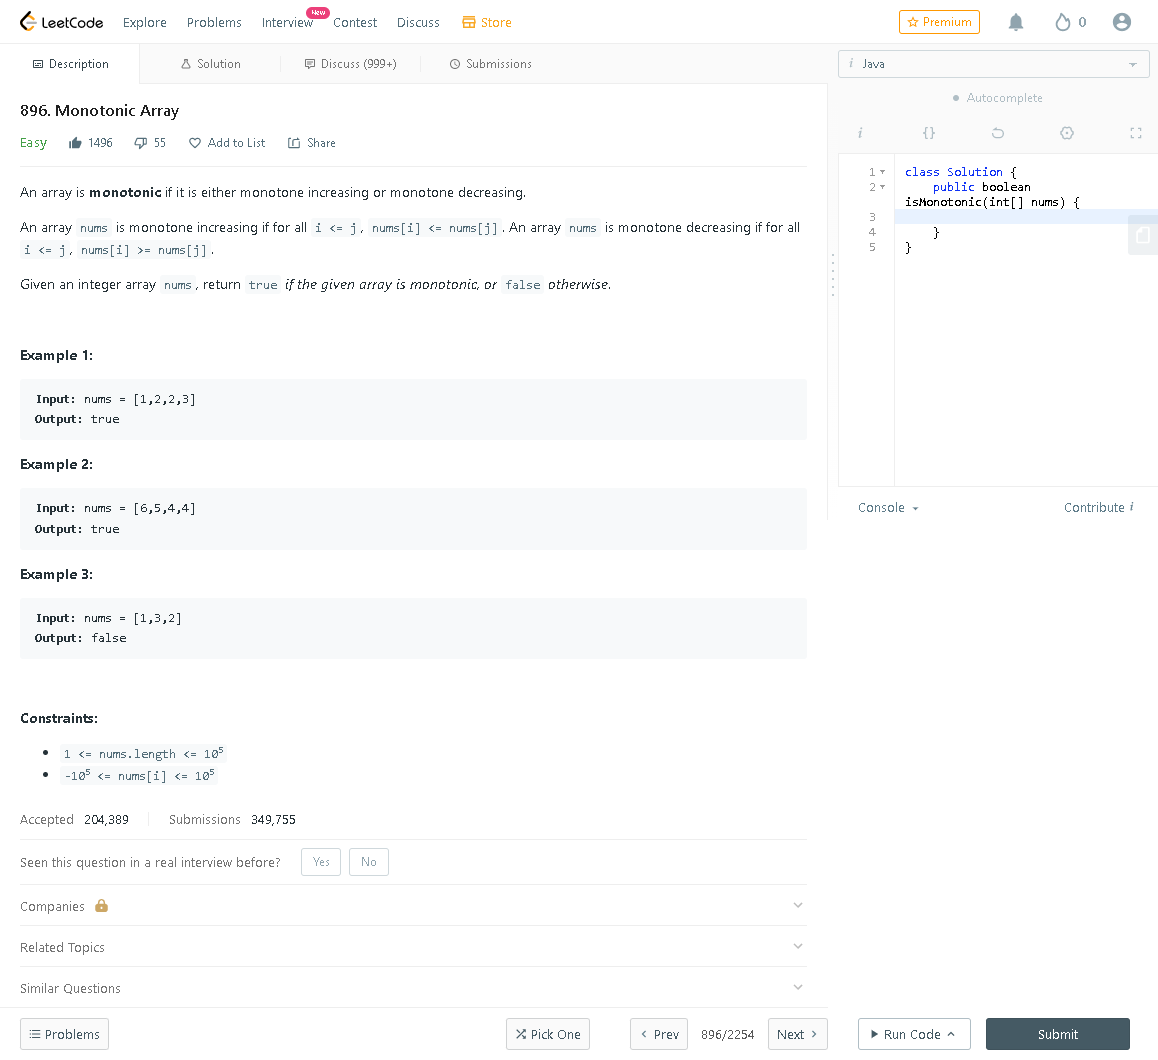 LeetCode Explore Problems Interview New Contest Discuss Store Premium 0
Description Solution Discuss (999+) Submissions
896. Monotonic Array
Easy 1496 55 Add to List Share
An array is monotonic if it is either monotone increasing or monotone decreasing.
An array nums is monotone increasing if for all i <= j, nums[i] <= nums[j]. An array nums is monotone decreasing if for all
i <= j, nums[i] >= nums[j].
Given an integer array nums, return true if the given array is monotonic, or false otherwise.
Example 1:
Input: nums = [1,2,2,3]
Output: true
Example 2:
Input: nums = [6,5,4,4]
Output: true
Example 3:
Input: nums = [1,3,2]
Output: false
Constraints:
• 1 <= nums.length <= 10⁵
• -10⁵ <= nums[i] <= 10⁵
Accepted 204,389 Submissions 349,755
Seen this question in a real interview before? Yes No
Companies
Related Topics
Similar Questions
Problems Pick One Prev 896/2254 Next
i Java
Autocomplete
i {}
1 class Solution {
2 public boolean
isMonotonic(int[] nums) {
3
4 }
5 }
Console Contribute i
Run Code Submit